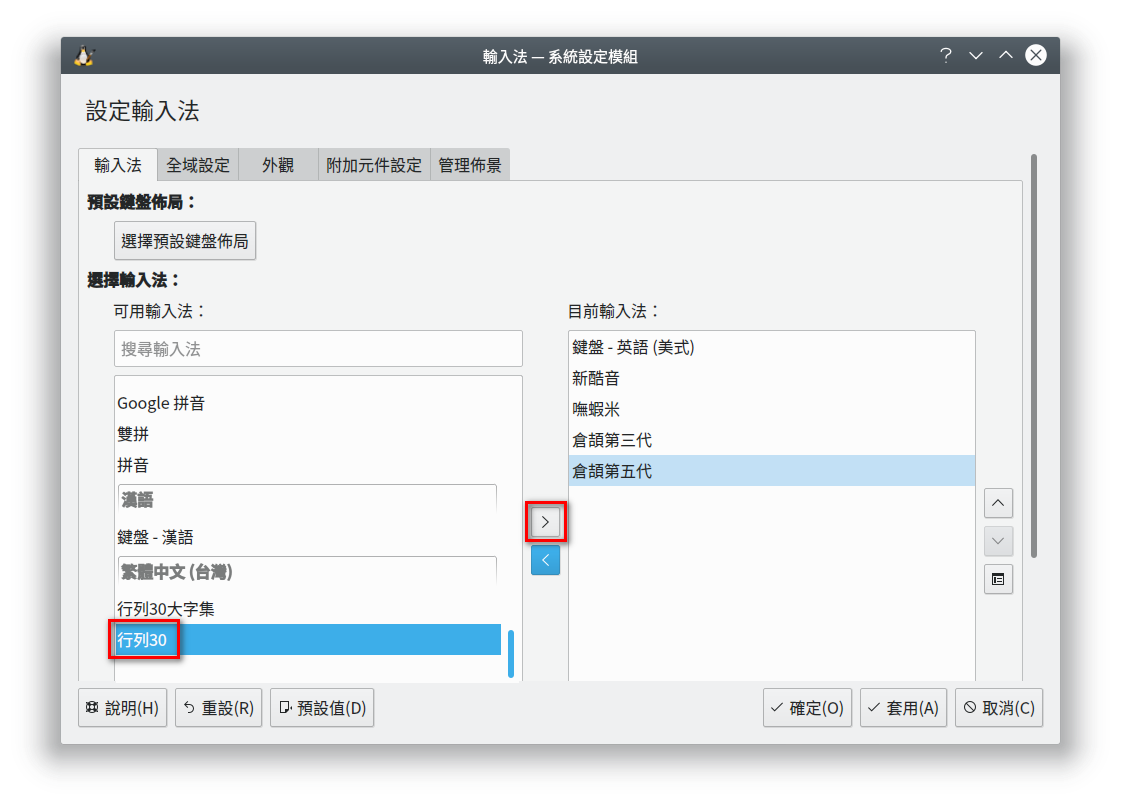 輸入法 — 系統設定模組
設定輸入法
輸入法 全域設定 外觀 附加元件設定 管理佈景
預設鍵盤佈局：
選擇預設鍵盤佈局
選擇輸入法：
可用輸入法：
搜尋輸入法
Google 拼音
雙拼
拼音
漢語
鍵盤 - 漢語
繁體中文 (台灣)
行列30大字集
行列30
目前輸入法：
鍵盤 - 英語 (美式)
新酷音
嘸蝦米
倉頡第三代
倉頡第五代
說明(H) 重設(R) 預設值(D) 確定(O) 套用(A) 取消(C)